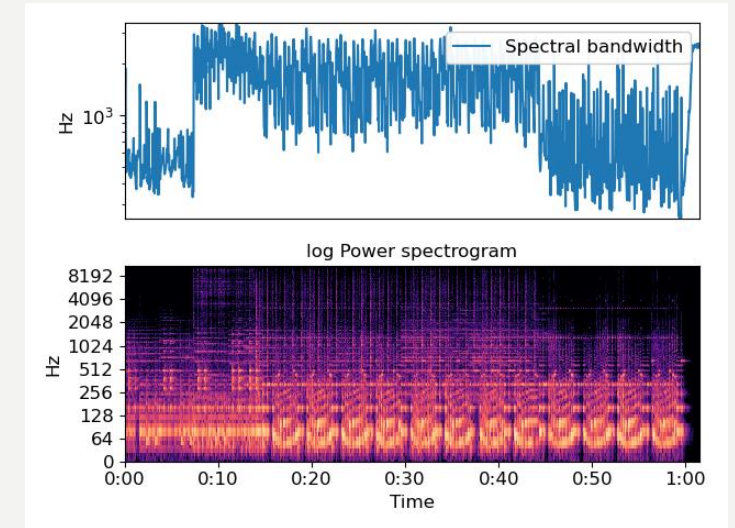 Spectral bandwidth
Hz
10³
log Power spectrogram
8192
4096
2048
1024
512
256
128
64
0
Hz
0:00 0:10 0:20 0:30 0:40 0:50 1:00
Time